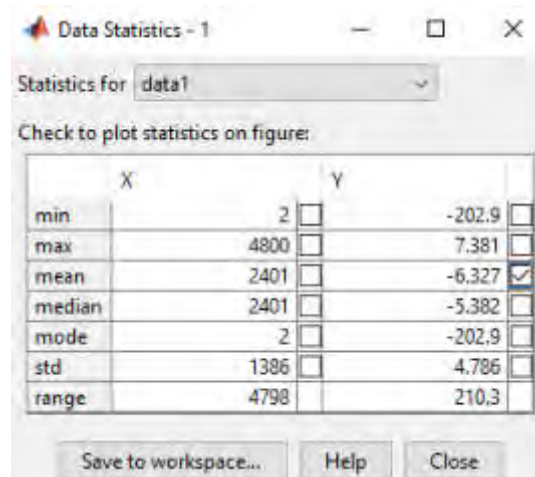 Data Statistics - 1
Statistics for data1
Check to plot statistics on figure:
X Y
min 2 -202.9
max 4800 7.381
mean 2401 -6.327
median 2401 -5.382
mode 2 -202.9
std 1386 4.786
range 4798 210.3
Save to workspace... Help Close